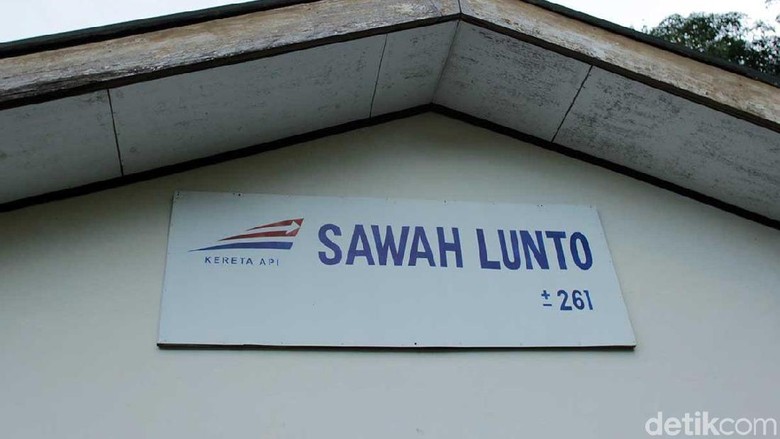 SAWAH LUNTO
KERETA API
± 261
detikcom